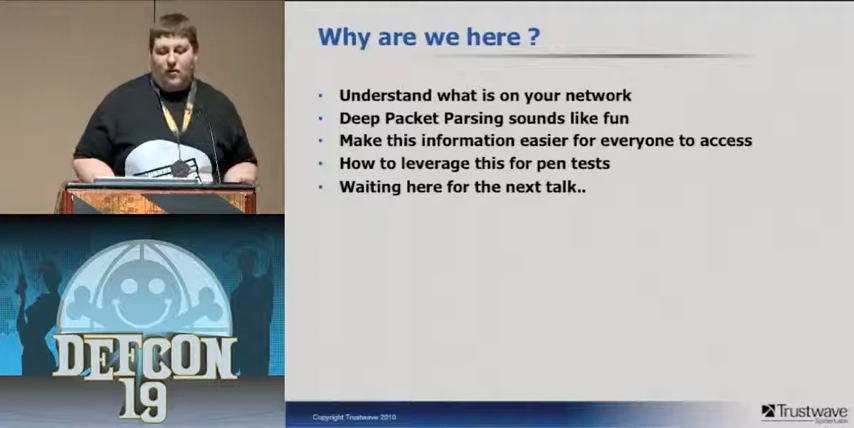 Why are we here ?
Understand what is on your network
Deep Packet Parsing sounds like fun
Make this information easier for everyone to access
How to leverage this for pen tests
Waiting here for the next talk..
DEFCON
19
Copyright Trustwave 2010
Trustwave
SpiderLabs